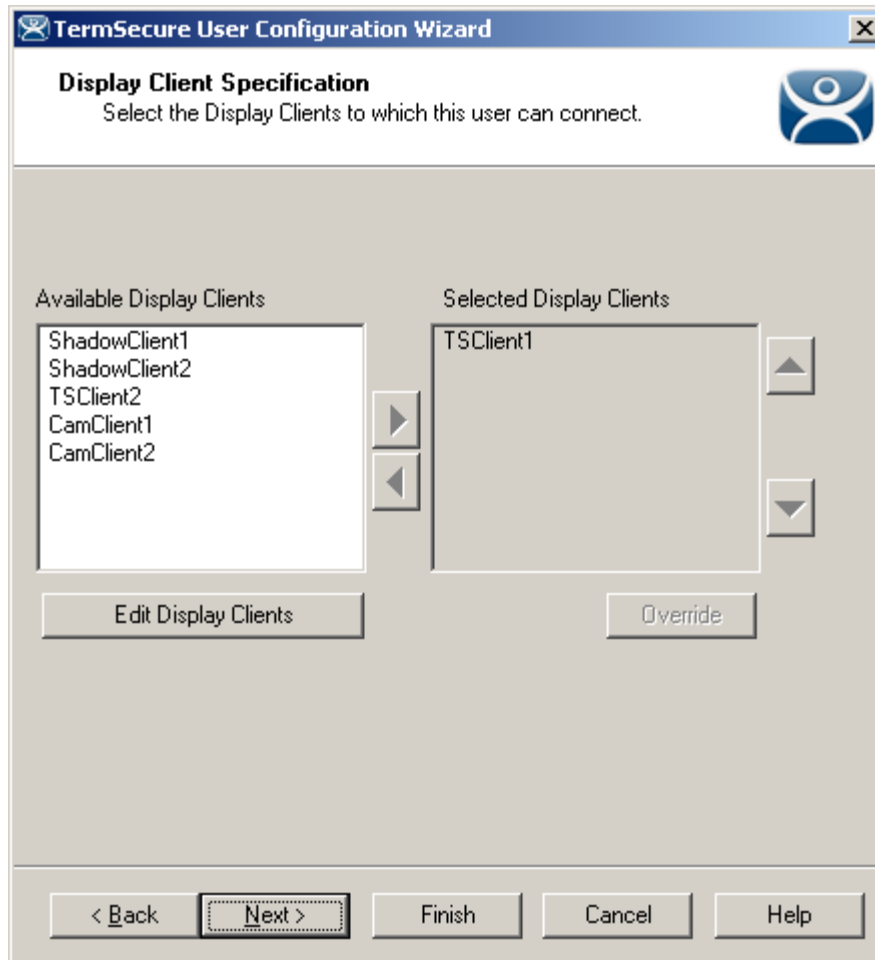 TermSecure User Configuration Wizard
Display Client Specification
Select the Display Clients to which this user can connect.
Available Display Clients
Selected Display Clients
ShadowClient1
ShadowClient2
TSClient2
CamClient1
CamClient2
TSClient1
Edit Display Clients
Override
< Back
Next >
Finish
Cancel
Help